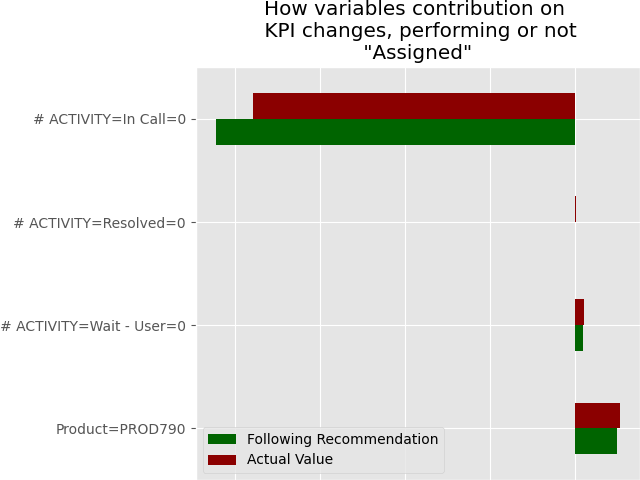 How variables contribution on
KPI changes, performing or not
"Assigned"
# ACTIVITY=In Call=0
# ACTIVITY=Resolved=0
# ACTIVITY=Wait - User=0
Product=PROD790
Following Recommendation
Actual Value